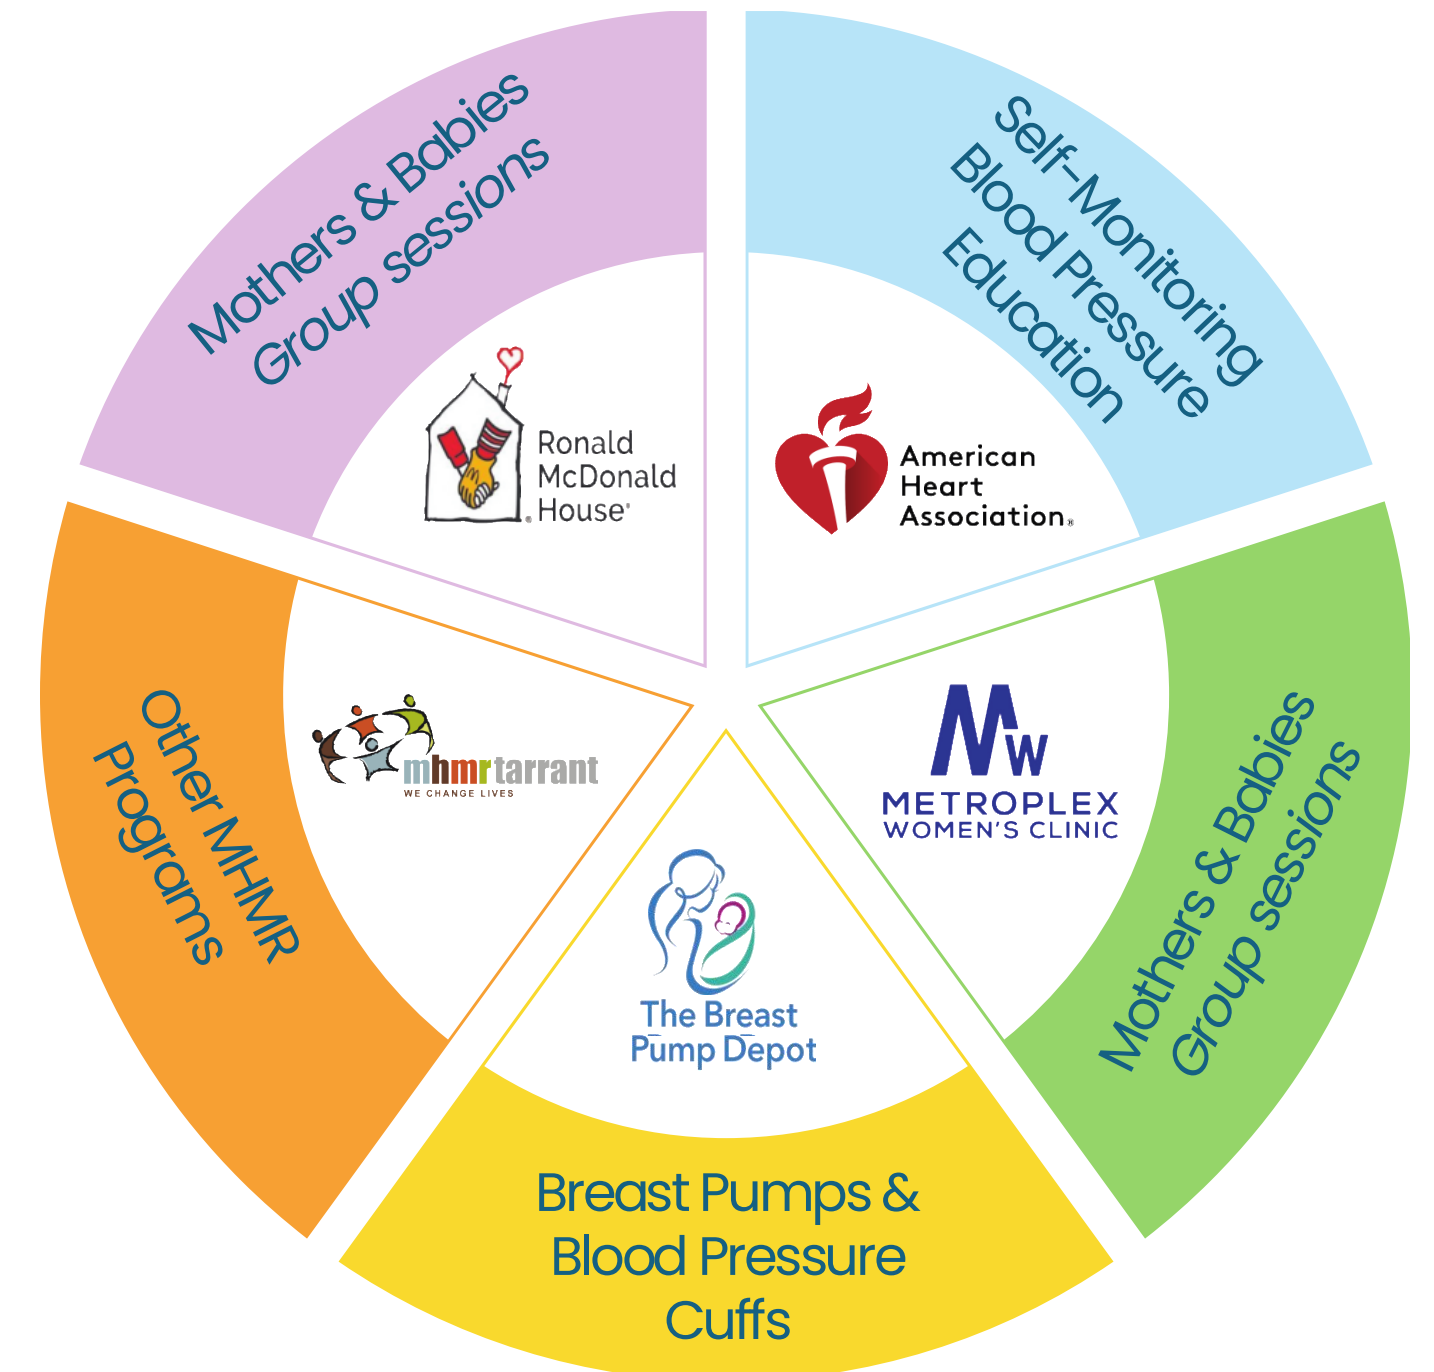 Mothers & Babies
Group sessions
Ronald
McDonald
House®
Self-Monitoring
Blood Pressure
Education
American
Heart
Association®
Other MHMR
Programs
mhmrtarrant
WE CHANGE LIVES
MW
METROPLEX
WOMEN'S CLINIC
Mothers & Babies
Group sessions
The Breast
Pump Depot
Breast Pumps &
Blood Pressure
Cuffs